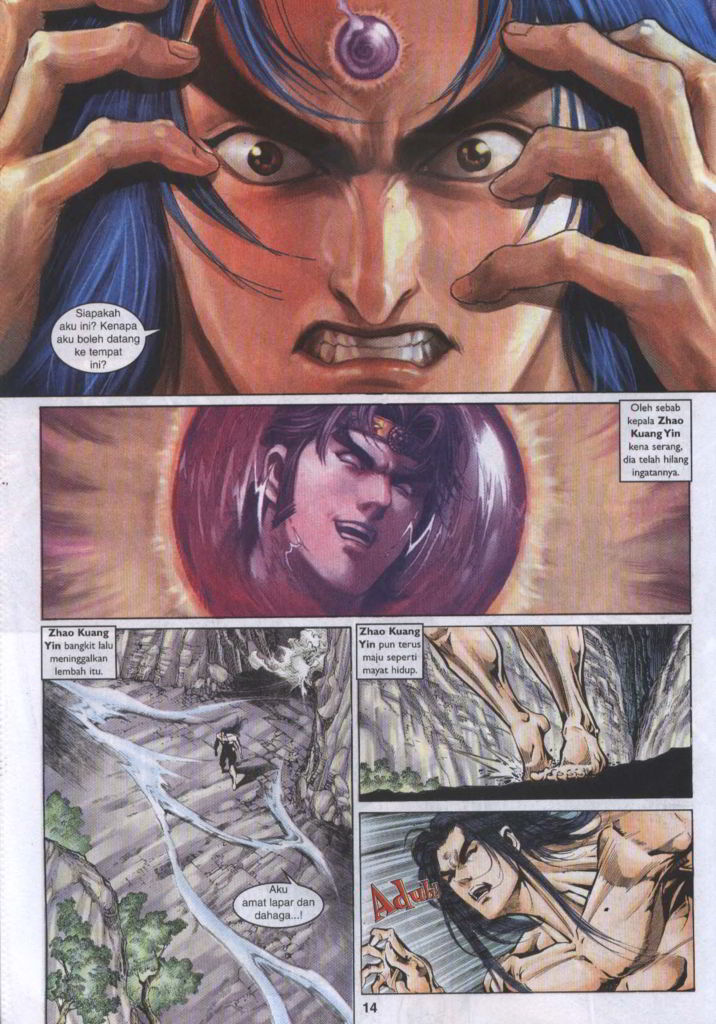 Siapakah
aku ini? Kenapa
aku boleh datang
ke tempat
ini?
Oleh sebab
kepala Zhao
Kuang Yin
kena serang,
dia telah hilang
ingatannya.
Zhao Kuang
Yin bangkit lalu
meninggalkan
lembah itu.
Zhao Kuang
Yin pun terus
maju seperti
mayat hidup.
Aku
amat lapar dan
dahaga...!
Aduh!
14